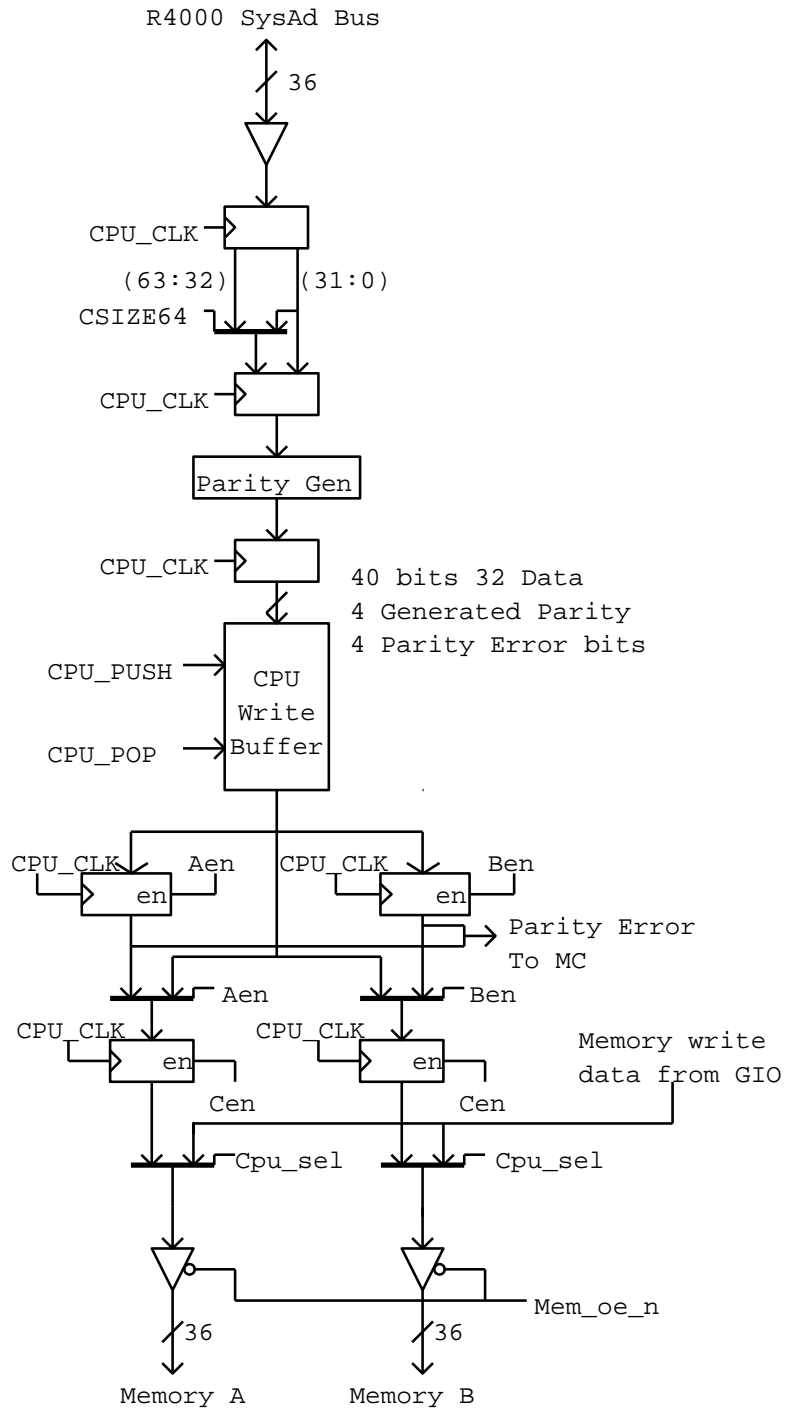 R4000 SysAd Bus
36
CPU_CLK
(63:32)
(31:0)
CSIZE64
CPU_CLK
Parity Gen
CPU_CLK
40 bits 32 Data
4 Generated Parity
4 Parity Error bits
CPU_PUSH
CPU
Write
Buffer
CPU_POP
CPU_CLK
Aen
CPU_CLK
Ben
en
en
Parity Error
To MC
Aen
Ben
CPU_CLK
CPU_CLK
en
en
Memory write
data from GIO
Cen
Cen
Cpu_sel
Cpu_sel
Mem_oe_n
36
36
Memory A
Memory B